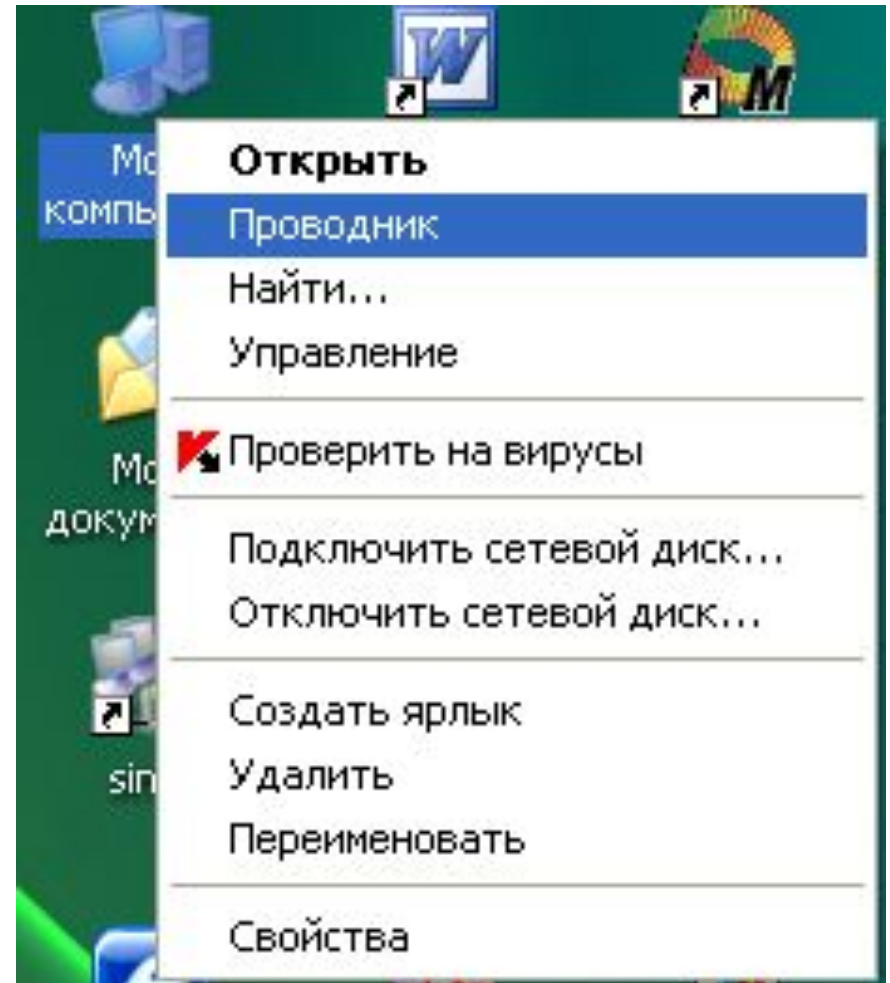 Открыть
Проводник
Найти...
Управление
Проверить на вирусы
Подключить сетевой диск...
Отключить сетевой диск...
Создать ярлык
Удалить
Переименовать
Свойства